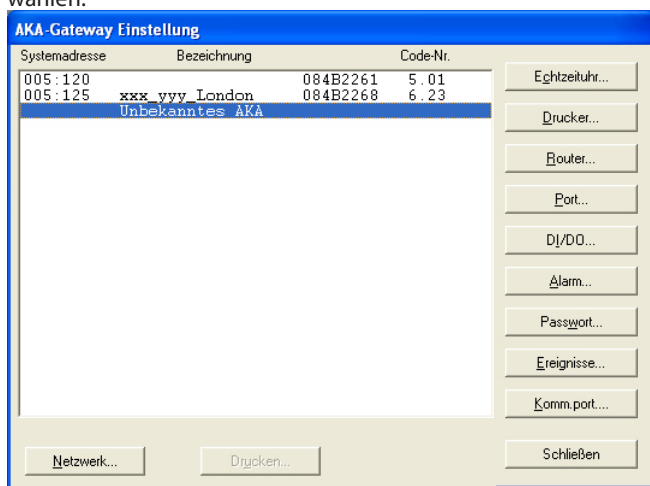 wählen.
AKA-Gateway Einstellung
Systemadresse Bezeichnung Code-Nr.
005:120 084B2261 5.01
005:125 xxx_yyy_London 084B2268 6.23
Unbekanntes AKA
Echtzeituhr...
Drucker...
Router...
Port...
DI/DO...
Alarm...
Passwort...
Ereignisse...
Komm.port....
Netzwerk... Drucken... Schließen